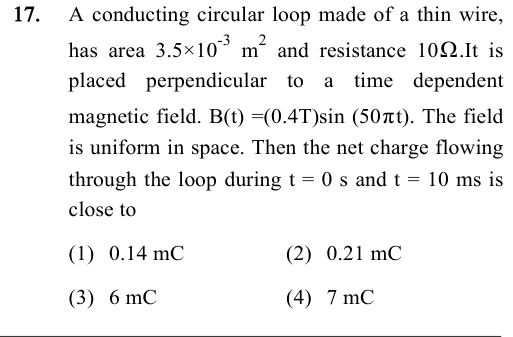 17. A conducting circular loop made of a thin wire,
has area 3.5×10⁻³ m² and resistance 10Ω.It is
placed perpendicular to a time dependent
magnetic field. B(t) =(0.4T)sin (50πt). The field
is uniform in space. Then the net charge flowing
through the loop during t = 0 s and t = 10 ms is
close to
(1) 0.14 mC (2) 0.21 mC
(3) 6 mC (4) 7 mC